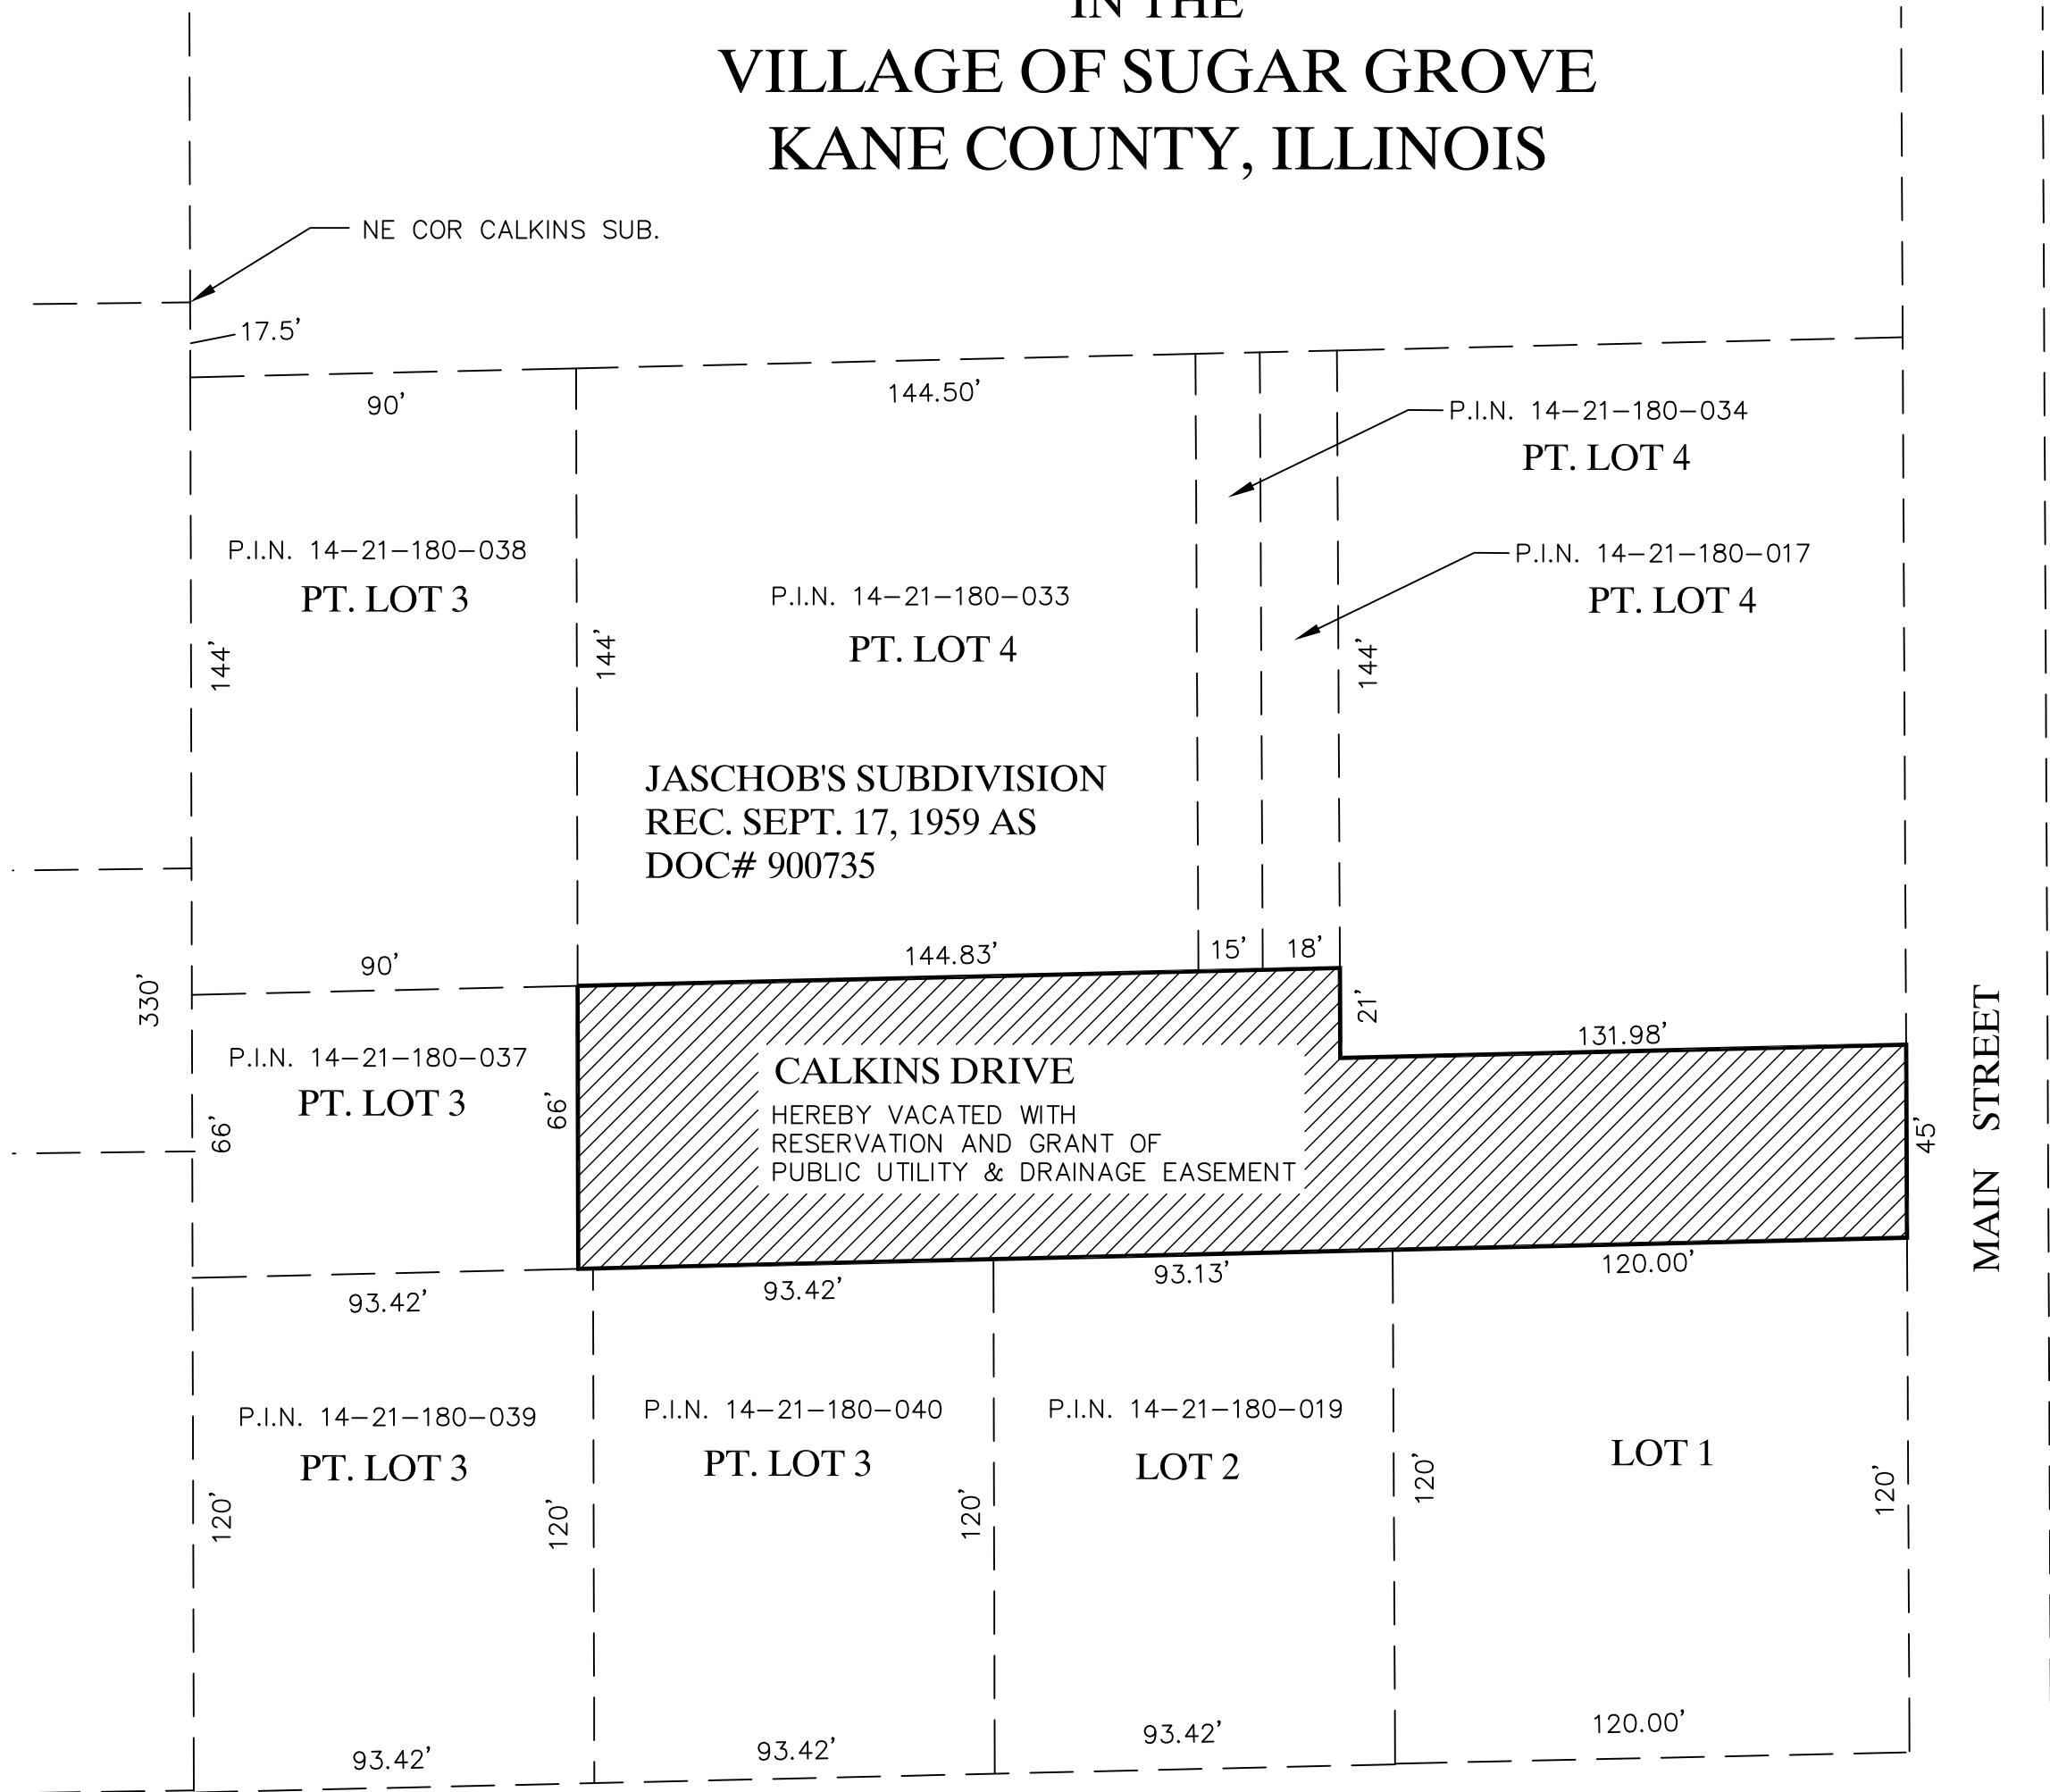 IN THE
VILLAGE OF SUGAR GROVE
KANE COUNTY, ILLINOIS
NE COR CALKINS SUB.
17.5'
90'
144.50'
P.I.N. 14-21-180-034
PT. LOT 4
P.I.N. 14-21-180-038
PT. LOT 3
P.I.N. 14-21-180-033
PT. LOT 4
P.I.N. 14-21-180-017
PT. LOT 4
144'
144'
144'
JASCHOB'S SUBDIVISION
REC. SEPT. 17, 1959 AS
DOC# 900735
90'
144.83'
15'
18'
330'
21'
131.98'
P.I.N. 14-21-180-037
PT. LOT 3
66'
66'
CALKINS DRIVE
HEREBY VACATED WITH
RESERVATION AND GRANT OF
PUBLIC UTILITY & DRAINAGE EASEMENT
45'
MAIN STREET
93.42'
93.42'
93.13'
120.00'
P.I.N. 14-21-180-039
PT. LOT 3
P.I.N. 14-21-180-040
PT. LOT 3
P.I.N. 14-21-180-019
LOT 2
LOT 1
120'
120'
120'
120'
120'
93.42'
93.42'
93.42'
120.00'